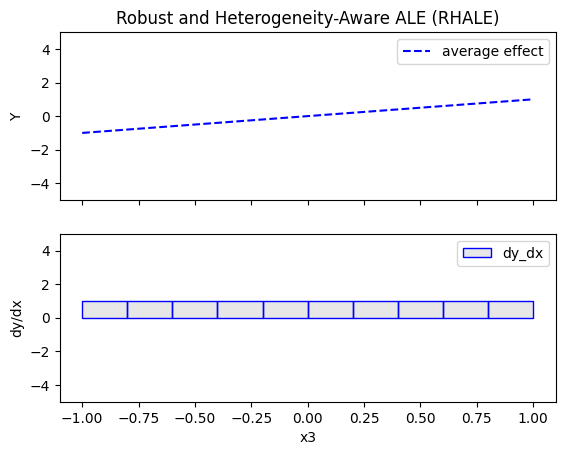 Robust and Heterogeneity-Aware ALE (RHALE)
average effect
4
2
0
−2
−4
Y
dy_dx
4
2
0
−2
−4
dy/dx
−1.00 −0.75 −0.50 −0.25 0.00 0.25 0.50 0.75 1.00
x3